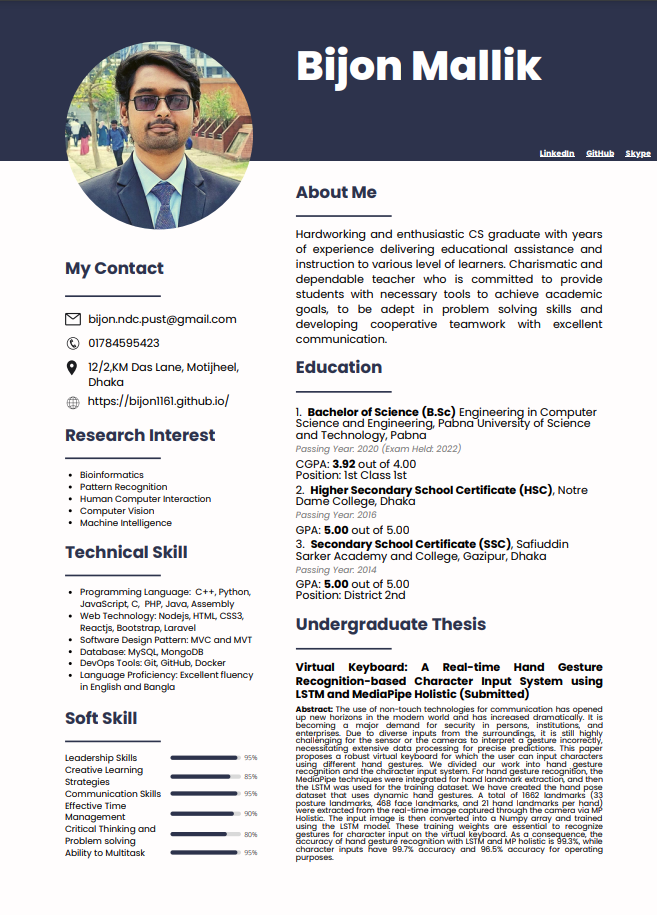 Bijon Mallik
LinkedIn GitHub Skype
My Contact
bijon.ndc.pust@gmail.com
01784595423
12/2,KM Das Lane, Motijheel,
Dhaka
https://bijon1161.github.io/
Research Interest
Bioinformatics
Pattern Recognition
Human Computer Interaction
Computer Vision
Machine Intelligence
Technical Skill
Programming Language: C++, Python,
JavaScript, C, PHP, Java, Assembly
Web Technology: Nodejs, HTML, CSS3,
Reactjs, Bootstrap, Laravel
Software Design Pattern: MVC and MVT
Database: MySQL, MongoDB
DevOps Tools: Git, GitHub, Docker
Language Proficiency: Excellent fluency
in English and Bangla
Soft Skill
Leadership Skills 95%
Creative Learning
Strategies 85%
Communication Skills 95%
Effective Time
Management 90%
Critical Thinking and
Problem solving 80%
Ability to Multitask 95%
About Me
Hardworking and enthusiastic CS graduate with years
of experience delivering educational assistance and
instruction to various level of learners. Charismatic and
dependable teacher who is committed to provide
students with necessary tools to achieve academic
goals, to be adept in problem solving skills and
developing cooperative teamwork with excellent
communication.
Education
1. Bachelor of Science (B.Sc) Engineering in Computer
Science and Engineering, Pabna University of Science
and Technology, Pabna
Passing Year: 2020 (Exam Held: 2022)
CGPA: 3.92 out of 4.00
Position: 1st Class 1st
2. Higher Secondary School Certificate (HSC), Notre
Dame College, Dhaka
Passing Year: 2016
GPA: 5.00 out of 5.00
3. Secondary School Certificate (SSC), Safiuddin
Sarker Academy and College, Gazipur, Dhaka
Passing Year: 2014
GPA: 5.00 out of 5.00
Position: District 2nd
Undergraduate Thesis
Virtual Keyboard: A Real-time Hand Gesture
Recognition-based Character Input System using
LSTM and MediaPipe Holistic (Submitted)
Abstract: The use of non-touch technologies for communication has opened
up new horizons in the modern world and has increased dramatically. It is
becoming a major demand for security in persons, institutions, and
enterprises. Due to diverse inputs from the surroundings, it is still highly
challenging for the sensor or the cameras to interpret a gesture incorrectly,
necessitating extensive data processing for precise predictions. This paper
proposes a robust virtual keyboard for which the user can input characters
using different hand gestures. We divided our work into hand gesture
recognition and the character input system. For hand gesture recognition, the
MediaPipe techniques were integrated for hand landmark extraction, and then
the LSTM was used for the training dataset. We have created the hand pose
dataset that uses dynamic hand gestures. A total of 1662 landmarks (33
posture landmarks, 468 face landmarks, and 21 hand landmarks per hand)
were extracted from the real-time image captured through the camera via MP
Holistic. The input image is then converted into a Numpy array and trained
using the LSTM model. These training weights are essential to recognize
gestures for character input on the virtual keyboard. As a consequence, the
accuracy of hand gesture recognition with LSTM and MP holistic is 99.3%, while
character inputs have 99.7% accuracy and 96.5% accuracy for operating
purposes.